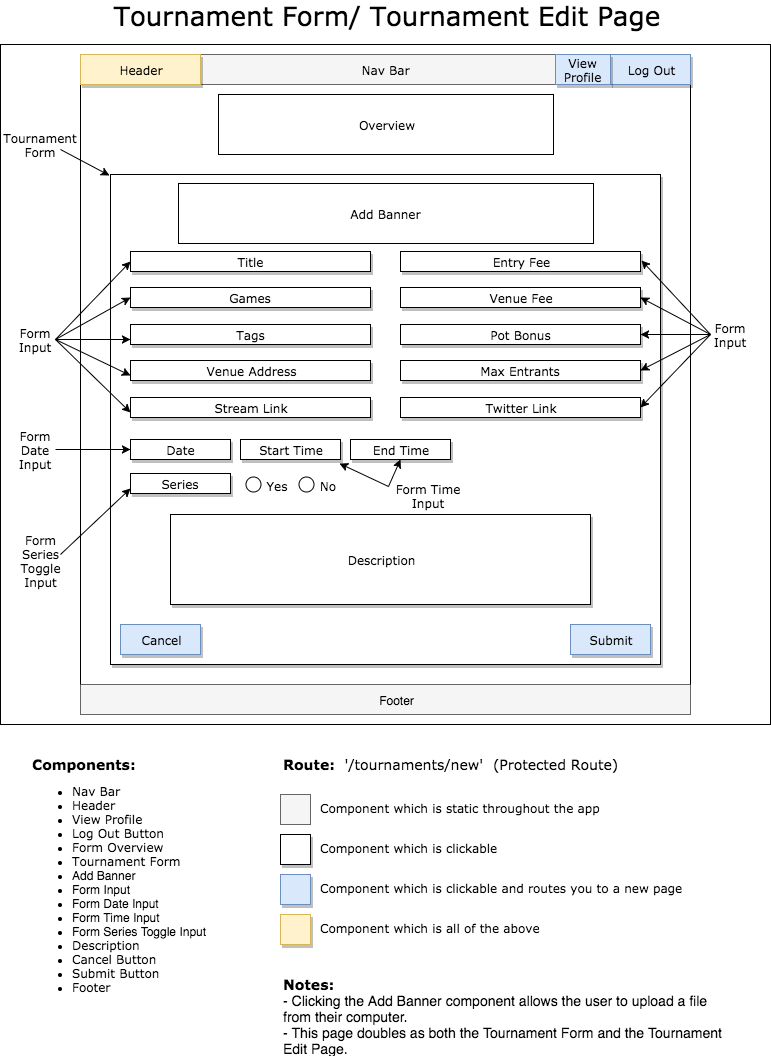 Tournament Form/ Tournament Edit Page
Header
Nav Bar
View
Profile
Log Out
Overview
Tournament
Form
Add Banner
Title
Entry Fee
Games
Venue Fee
Form
Input
Tags
Pot Bonus
Form
Input
Venue Address
Max Entrants
Stream Link
Twitter Link
Form
Date
Input
Date
Start Time
End Time
Series
Yes
No
Form Time
Input
Form
Series
Toggle
Input
Description
Cancel
Submit
Footer
Components:
Nav Bar
Header
View Profile
Log Out Button
Form Overview
Tournament Form
Add Banner
Form Input
Form Date Input
Form Time Input
Form Series Toggle Input
Description
Cancel Button
Submit Button
Footer
Route: '/tournaments/new' (Protected Route)
Component which is static throughout the app
Component which is clickable
Component which is clickable and routes you to a new page
Component which is all of the above
Notes:
- Clicking the Add Banner component allows the user to upload a file
from their computer.
- This page doubles as both the Tournament Form and the Tournament
Edit Page.